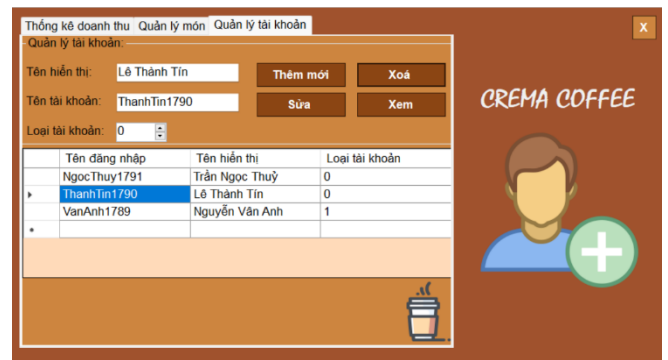 Thống kê doanh thu Quản lý món Quản lý tài khoản
X
Quản lý tài khoản:
Tên hiển thị: Lê Thành Tín Thêm mới Xoá
Tên tài khoản: ThanhTin1790 Sửa Xem
Loại tài khoản: 0
CREMA COFFEE
Tên đăng nhập Tên hiển thị Loại tài khoản
NgocThuy1791 Trần Ngọc Thuỷ 0
ThanhTin1790 Lê Thành Tín 0
VanAnh1789 Nguyễn Vân Anh 1